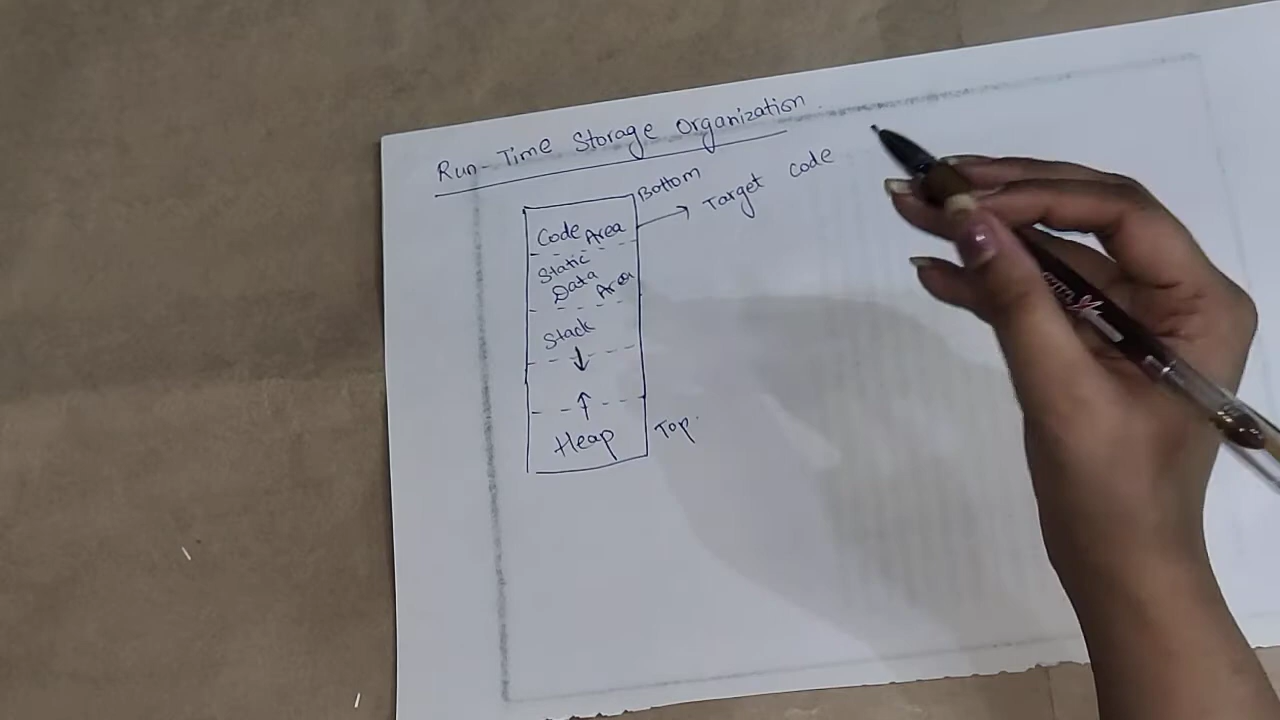 Run-Time Storage Organization.
Bottom
Code Area → Target code
Static
Data Area
Stack
↓
↑
Heap
Top.